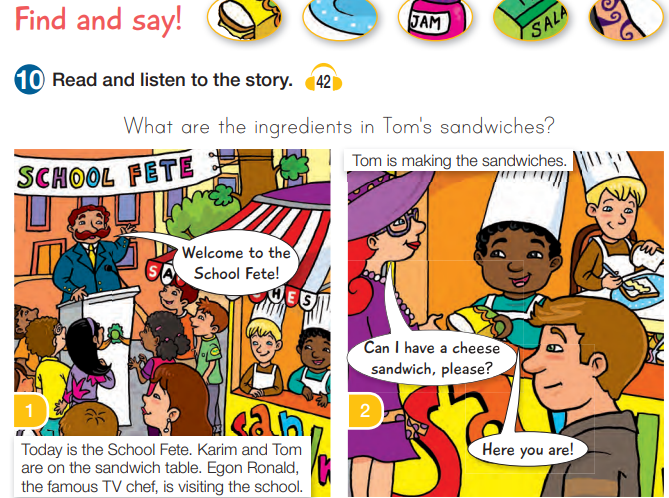 Find and say!
JAM
SALA
10 Read and listen to the story. 42
What are the ingredients in Tom's sandwiches?
SCHOOL FETE
Welcome to the
School Fete!
1
Today is the School Fete. Karim and Tom
are on the sandwich table. Egon Ronald,
the famous TV chef, is visiting the school.
Tom is making the sandwiches.
Can I have a cheese
sandwich, please?
2
Here you are!